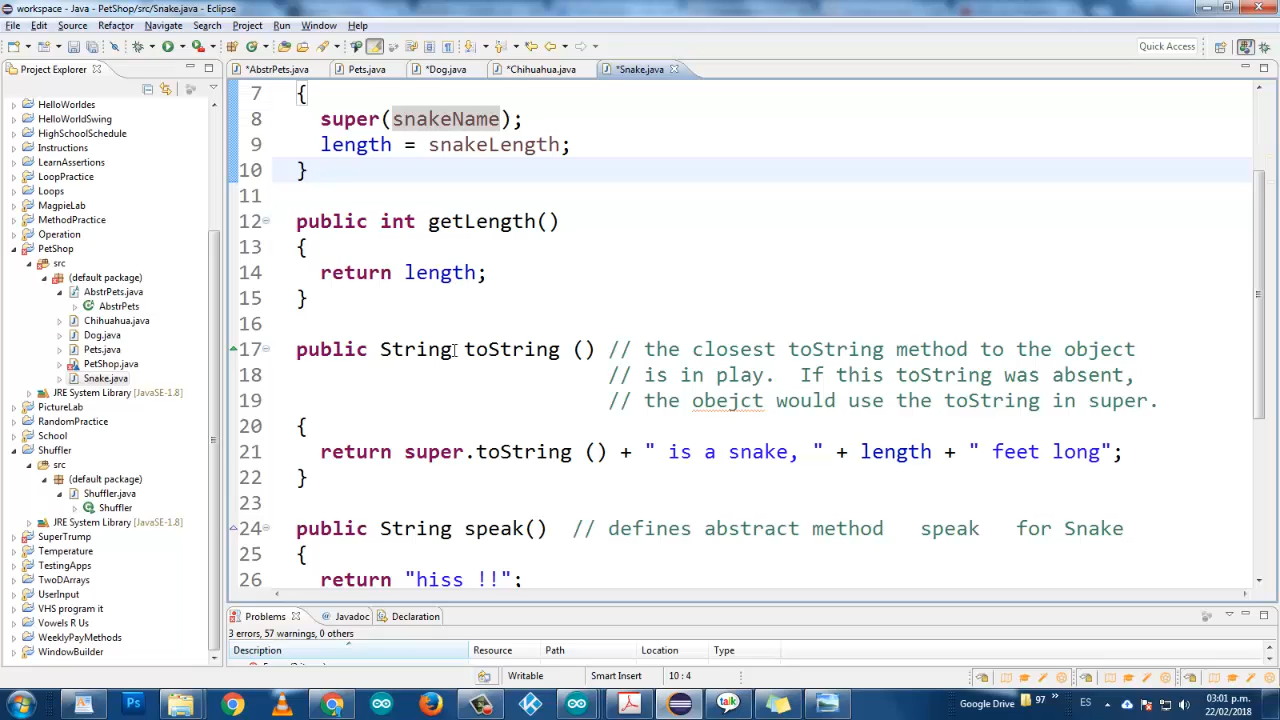 workspace - Java - PetShop/src/Snake.java - Eclipse
File Edit Source Refactor Navigate Search Project Run Window Help
Quick Access
Project Explorer
*AbstrPets.java Pets.java *Dog.java *Chihuahua.java *Snake.java
HelloWorldes
HelloWorldSwing
HighSchoolSchedule
Instructions
LearnAssertions
LoopPractice
Loops
MagpieLab
MethodPractice
Operation
PetShop
src
(default package)
AbstrPets.java
AbstrPets
Chihuahua.java
Dog.java
Pets.java
PetShop.java
Snake.java
JRE System Library [JavaSE-1.8]
PictureLab
RandomPractice
School
Shuffler
src
(default package)
Shuffler.java
Shuffler
JRE System Library [JavaSE-1.8]
SuperTrump
Temperature
TestingApps
TwoDArrays
UserInput
VHS program it
Vowels R Us
WeeklyPayMethods
WindowBuilder
7 {
8 super(snakeName);
9 length = snakeLength;
10 }
11
12 public int getLength()
13 {
14 return length;
15 }
16
17 public String toString () // the closest toString method to the object
18 // is in play. If this toString was absent,
19 // the obejct would use the toString in super.
20 {
21 return super.toString () + " is a snake, " + length + " feet long";
22 }
23
24 public String speak() // defines abstract method speak for Snake
25 {
26 return "hiss !!";
Problems @ Javadoc Declaration
3 errors, 57 warnings, 0 others
Description Resource Path Location Type
Writable Smart Insert 10 : 4
Ps talk Google Drive 97 » ES 03:01 p.m.
22/02/2018